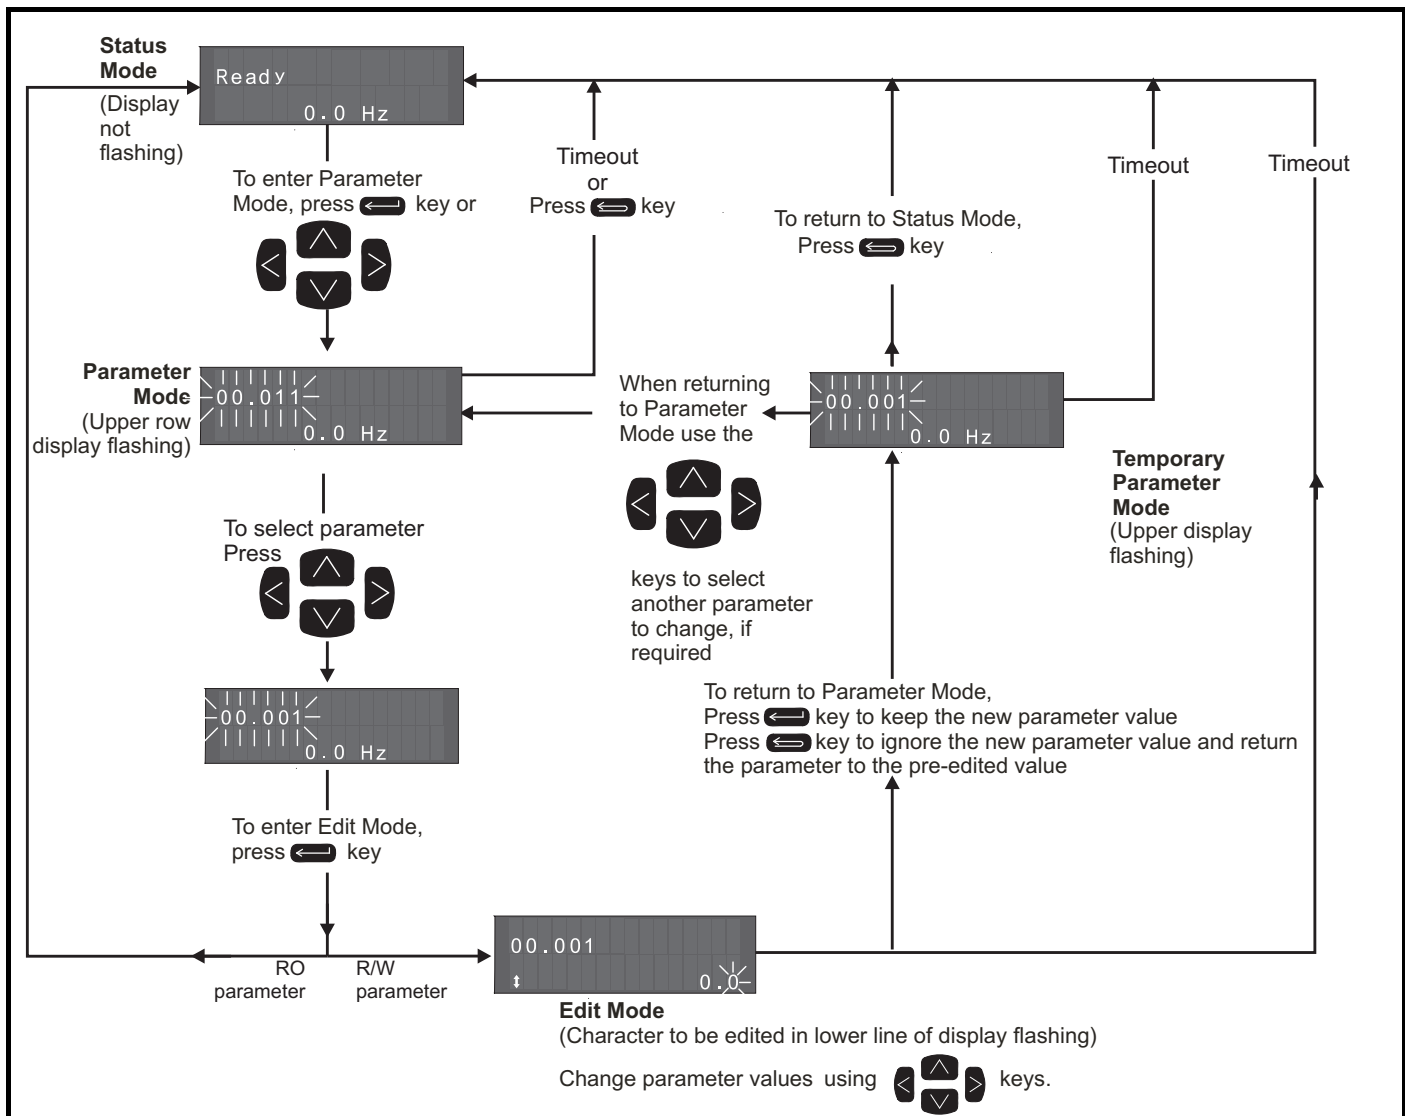 Status
Mode
(Display
not
flashing)
Ready
0.0 Hz
To enter Parameter
Mode, press key or
Timeout
or
Press key
To return to Status Mode,
Press key
Timeout
Timeout
Parameter
Mode
(Upper row
display flashing)
00.011
0.0 Hz
When returning
to Parameter
Mode use the
00.001
0.0 Hz
Temporary
Parameter
Mode
(Upper display
flashing)
To select parameter
Press
keys to select
another parameter
to change, if
required
00.001
0.0 Hz
To return to Parameter Mode,
Press key to keep the new parameter value
Press key to ignore the new parameter value and return
the parameter to the pre-edited value
To enter Edit Mode,
press key
RO
parameter
R/W
parameter
00.001
0.0
Edit Mode
(Character to be edited in lower line of display flashing)
Change parameter values using keys.